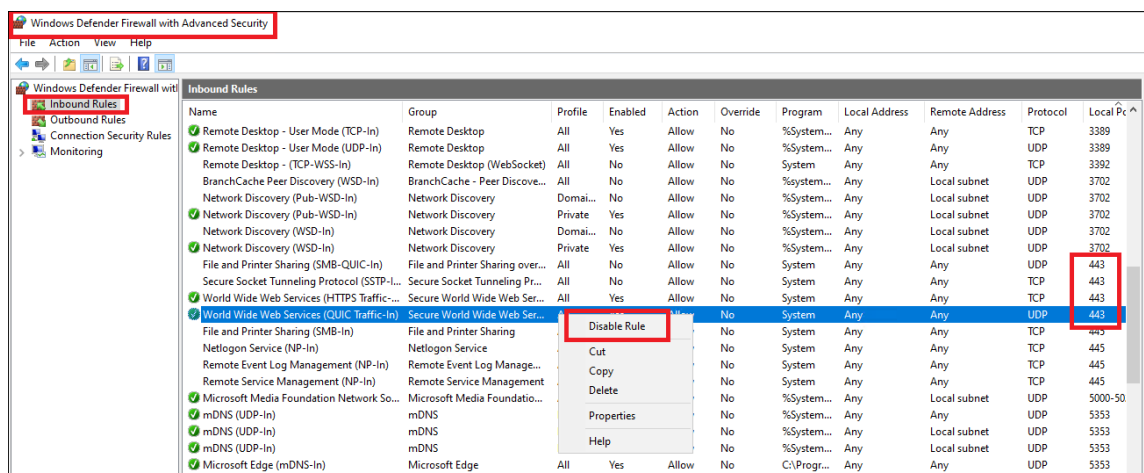 Windows Defender Firewall with Advanced Security
File Action View Help
Windows Defender Firewall witl
Inbound Rules
Outbound Rules
Connection Security Rules
Monitoring
Inbound Rules
Name Group Profile Enabled Action Override Program Local Address Remote Address Protocol Local Pc
Remote Desktop - User Mode (TCP-In) Remote Desktop All Yes Allow No %System... Any Any TCP 3389
Remote Desktop - User Mode (UDP-In) Remote Desktop All Yes Allow No %System... Any Any UDP 3389
Remote Desktop - (TCP-WSS-In) Remote Desktop (WebSocket) All No Allow No System Any Any TCP 3392
BranchCache Peer Discovery (WSD-In) BranchCache - Peer Discove... All No Allow No %system... Any Local subnet UDP 3702
Network Discovery (Pub-WSD-In) Network Discovery Domai... No Allow No %System... Any Local subnet UDP 3702
Network Discovery (Pub-WSD-In) Network Discovery Private Yes Allow No %System... Any Local subnet UDP 3702
Network Discovery (WSD-In) Network Discovery Domai... No Allow No %System... Any Local subnet UDP 3702
Network Discovery (WSD-In) Network Discovery Private Yes Allow No %System... Any Local subnet UDP 3702
File and Printer Sharing (SMB-QUIC-In) File and Printer Sharing over... All No Allow No System Any Any UDP 443
Secure Socket Tunneling Protocol (SSTP-I... Secure Socket Tunneling Pr... All No Allow No System Any Any TCP 443
World Wide Web Services (HTTPS Traffic-... Secure World Wide Web Ser... All Yes Allow No System Any Any TCP 443
World Wide Web Services (QUIC Traffic-In) Secure World Wide Web Ser... No System Any Any UDP 443
File and Printer Sharing (SMB-In) File and Printer Sharing No System Any Any TCP 445
Netlogon Service (NP-In) Netlogon Service No System Any Any TCP 445
Remote Event Log Management (NP-In) Remote Event Log Manage... No System Any Any TCP 445
Remote Service Management (NP-In) Remote Service Management No System Any Any TCP 445
Microsoft Media Foundation Network So... Microsoft Media Foundatio... No %System... Any Local subnet UDP 5000-50
mDNS (UDP-In) mDNS No %System... Any Any UDP 5353
mDNS (UDP-In) mDNS No %System... Any Local subnet UDP 5353
mDNS (UDP-In) mDNS No %System... Any Local subnet UDP 5353
Microsoft Edge (mDNS-In) Microsoft Edge All Yes Allow No C:\Progr... Any Any UDP 5353
Disable Rule
Cut
Copy
Delete
Properties
Help